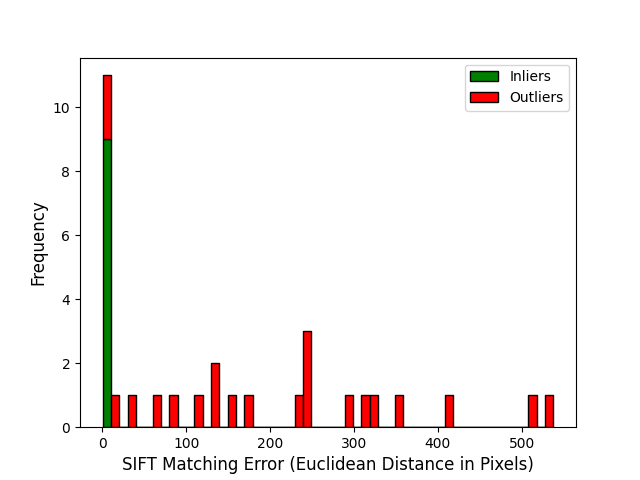 Inliers
Outliers
Frequency
10
8
6
4
2
0
0 100 200 300 400 500
SIFT Matching Error (Euclidean Distance in Pixels)